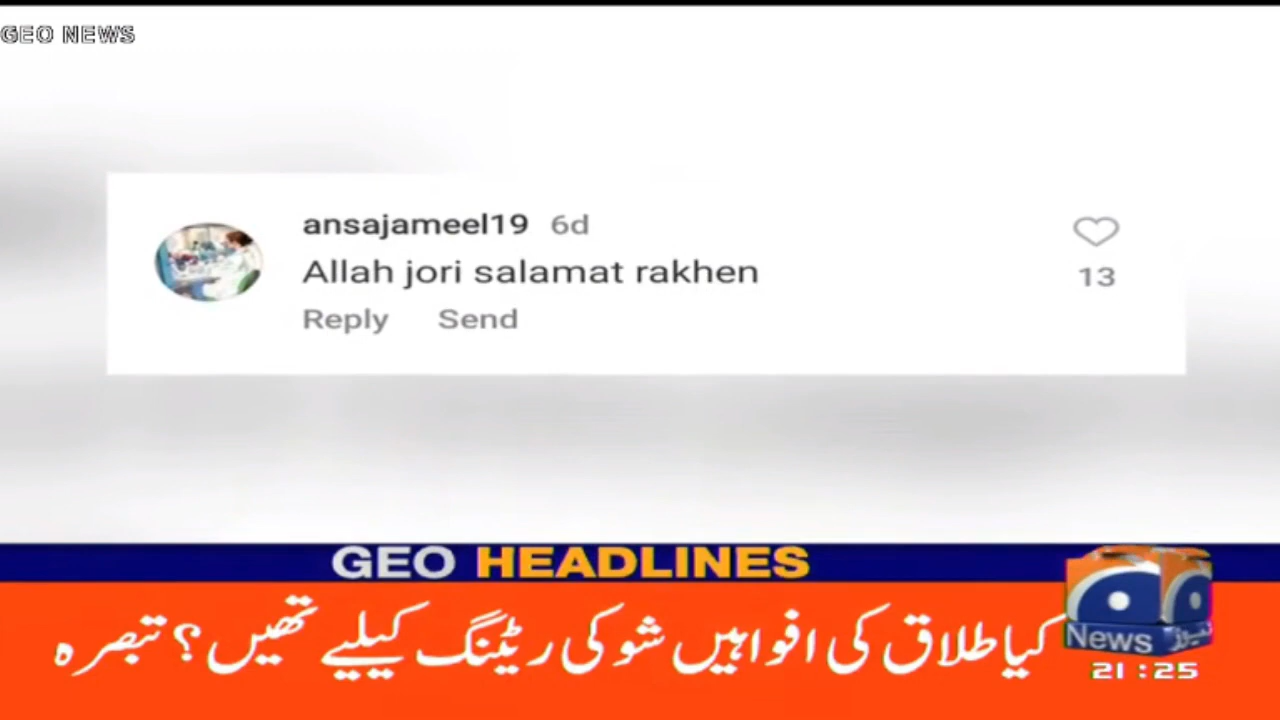 GEO NEWS
ansajameel19 6d
Allah jori salamat rakhen
13
Reply Send
GEO HEADLINES
کیا طلاق کی افواہیں شو کی ریٹنگ کیلیے تھیں؟ تبصرہ
News نیوز
21:25